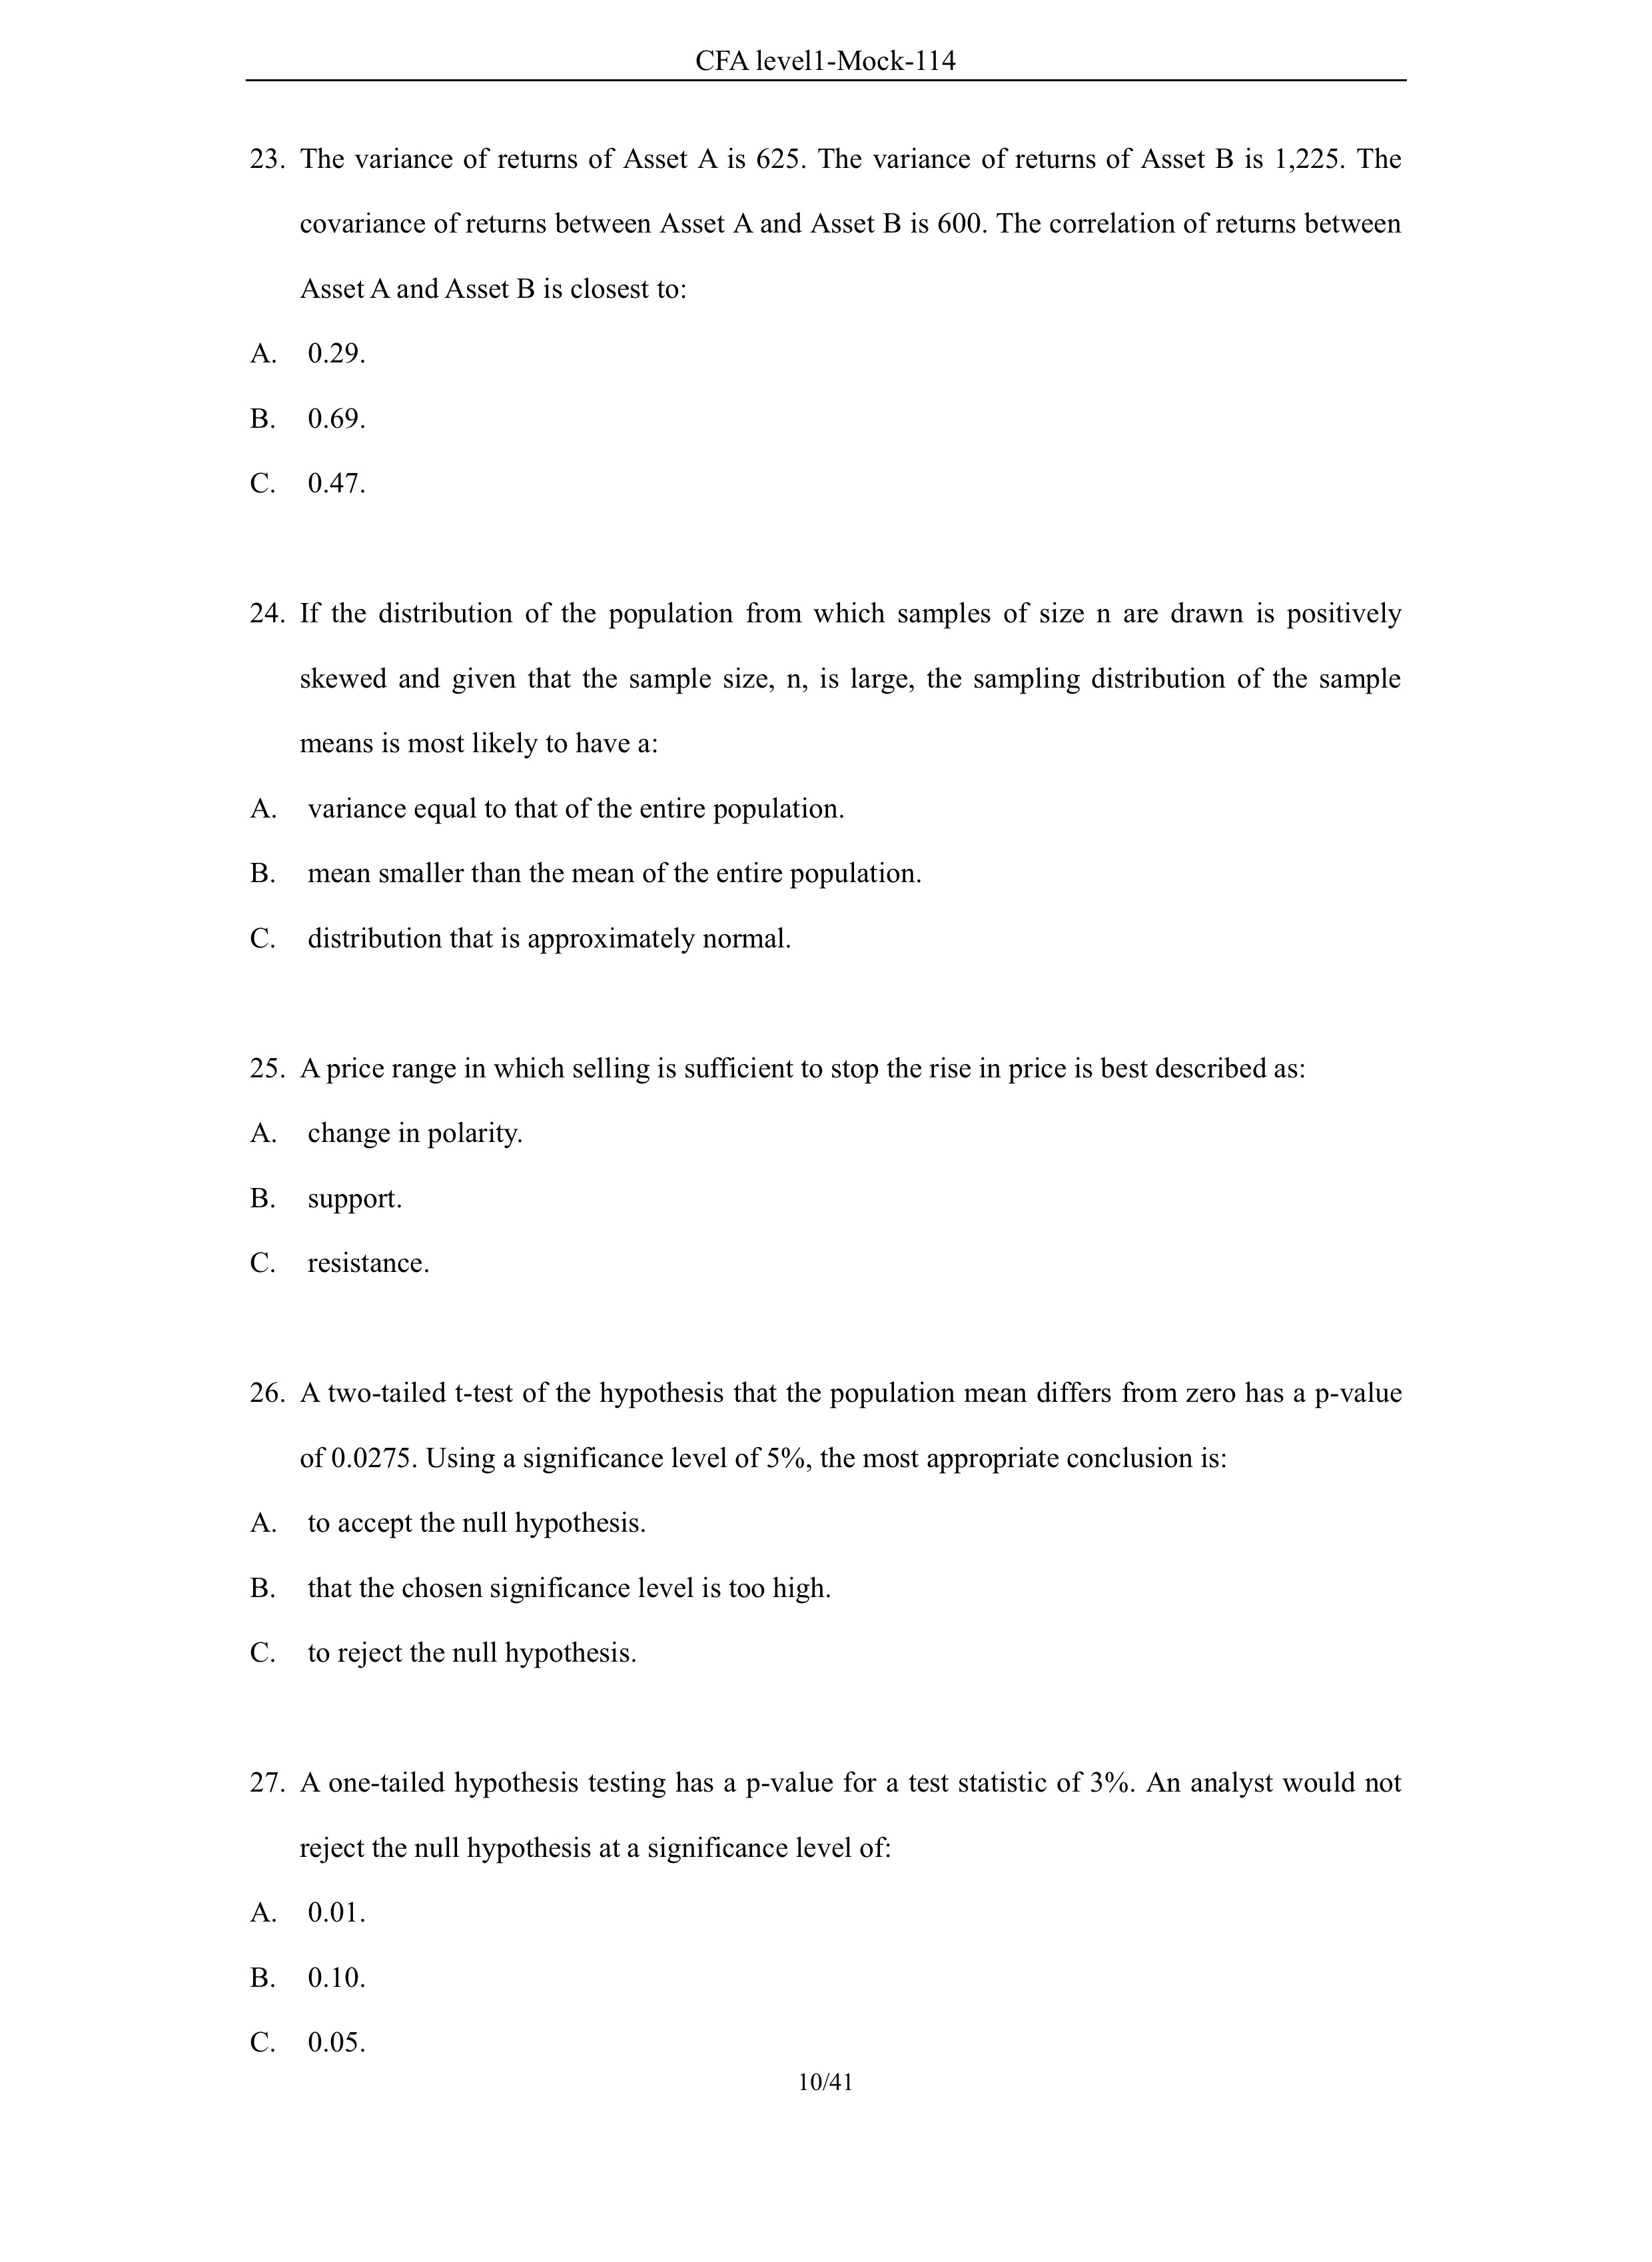 CFA level1-Mock-114
23. The variance of returns of Asset A is 625. The variance of returns of Asset B is 1,225. The
covariance of returns between Asset A and Asset B is 600. The correlation of returns between
Asset A and Asset B is closest to:
A. 0.29.
B. 0.69.
C. 0.47.
24. If the distribution of the population from which samples of size n are drawn is positively
skewed and given that the sample size, n, is large, the sampling distribution of the sample
means is most likely to have a:
A. variance equal to that of the entire population.
B. mean smaller than the mean of the entire population.
C. distribution that is approximately normal.
25. A price range in which selling is sufficient to stop the rise in price is best described as:
A. change in polarity.
B. support.
C. resistance.
26. A two-tailed t-test of the hypothesis that the population mean differs from zero has a p-value
of 0.0275. Using a significance level of 5%, the most appropriate conclusion is:
A. to accept the null hypothesis.
B. that the chosen significance level is too high.
C. to reject the null hypothesis.
27. A one-tailed hypothesis testing has a p-value for a test statistic of 3%. An analyst would not
reject the null hypothesis at a significance level of:
A. 0.01.
B. 0.10.
C. 0.05.
10/41